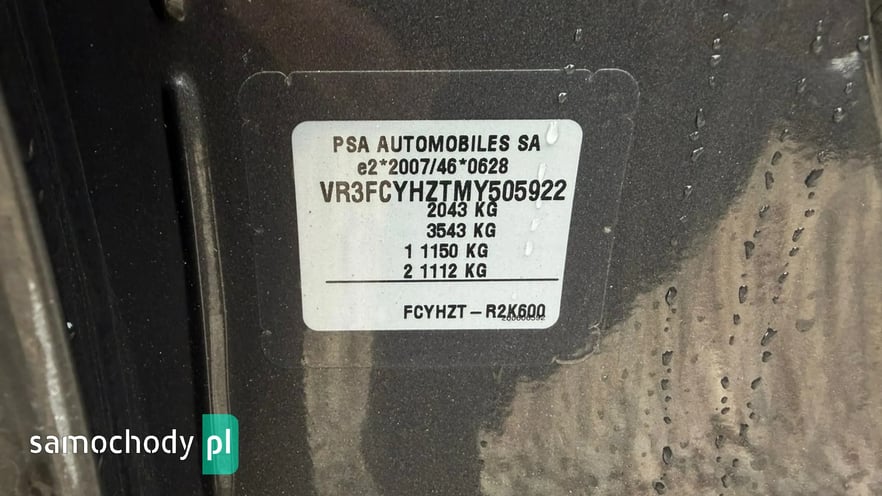 PSA AUTOMOBILES SA
e2*2007/46*0628
VR3FCYHZTMY505922
2043 KG
3543 KG
1 1150 KG
2 1112 KG
FCYHZT-R2K600
samochody pl